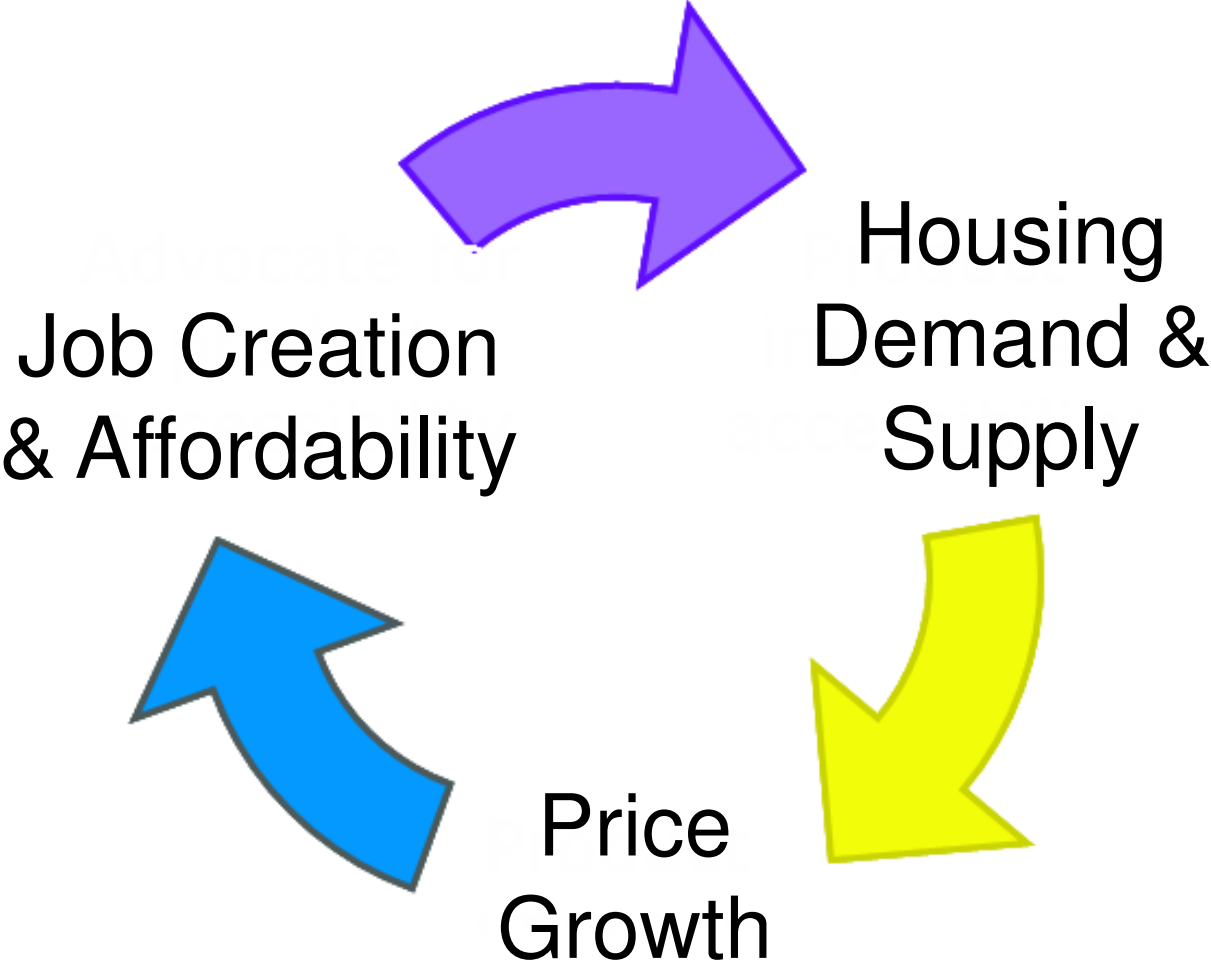 Housing
Demand &
Supply
Job Creation
& Affordability
Price
Growth